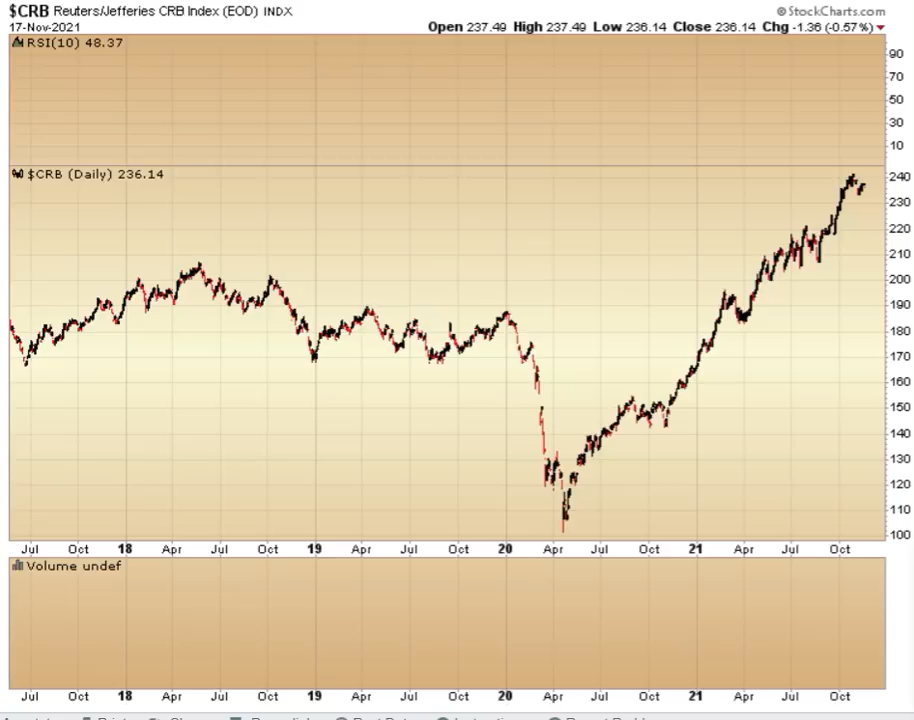 $CRB Reuters/Jefferies CRB Index (EOD) INDX
© StockCharts.com
17-Nov-2021
Open 237.49 High 237.49 Low 236.14 Close 236.14 Chg -1.36 (-0.57%)
RSI(10) 48.37
90
70
50
30
10
$CRB (Daily) 236.14
240
230
220
210
200
190
180
170
160
150
140
130
120
110
100
Jul Oct 18 Apr Jul Oct 19 Apr Jul Oct 20 Apr Jul Oct 21 Apr Jul Oct
Volume undef
Jul Oct 18 Apr Jul Oct 19 Apr Jul Oct 20 Apr Jul Oct 21 Apr Jul Oct